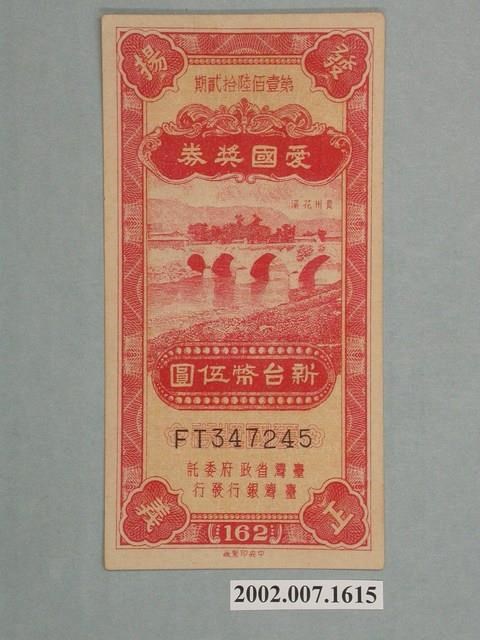 發揚
第壹佰陸拾貳期
愛國獎券
貴州花溪
新台幣伍圓
FT347245
臺灣省政府委託
臺灣銀行發行
正義
162
中央印製廠
2002.007.1615